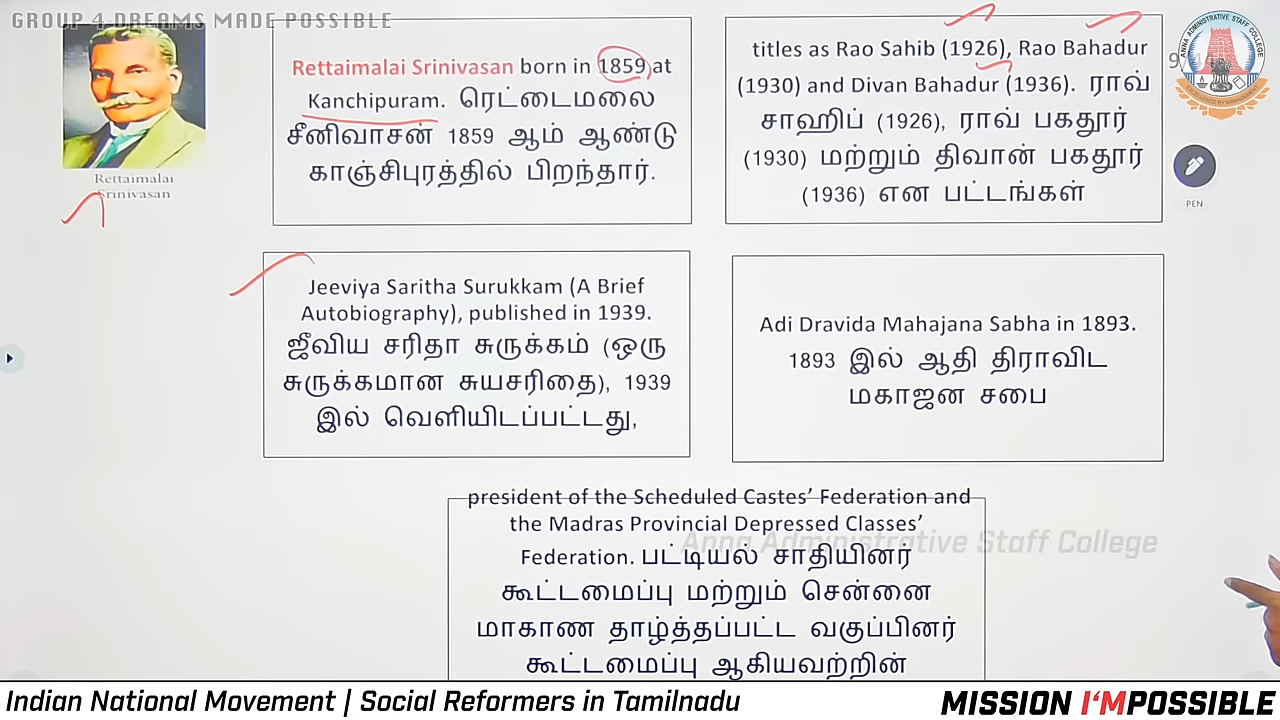 GROUP 4 DREAMS MADE POSSIBLE
Rettaimalai
Srinivasan
Rettaimalai Srinivasan born in 1859, at
Kanchipuram. ரெட்டைமலை
சீனிவாசன் 1859 ஆம் ஆண்டு
காஞ்சிபுரத்தில் பிறந்தார்.
titles as Rao Sahib (1926), Rao Bahadur
(1930) and Divan Bahadur (1936). ராவ்
சாஹிப் (1926), ராவ் பகதூர்
(1930) மற்றும் திவான் பகதூர்
(1936) என பட்டங்கள்
ANNA ADMINISTRATIVE STAFF COLLEGE
PEN
Jeeviya Saritha Surukkam (A Brief
Autobiography), published in 1939.
ஜீவிய சரிதா சுருக்கம் (ஒரு
சுருக்கமான சுயசரிதை), 1939
இல் வெளியிடப்பட்டது,
Adi Dravida Mahajana Sabha in 1893.
1893 இல் ஆதி திராவிட
மகாஜன சபை
president of the Scheduled Castes’ Federation and
the Madras Provincial Depressed Classes’
Federation. பட்டியல் சாதியினர்
கூட்டமைப்பு மற்றும் சென்னை
மாகாண தாழ்த்தப்பட்ட வகுப்பினர்
கூட்டமைப்பு ஆகியவற்றின்
Anna Administrative Staff College
Indian National Movement | Social Reformers in Tamilnadu
MISSION I'MPOSSIBLE